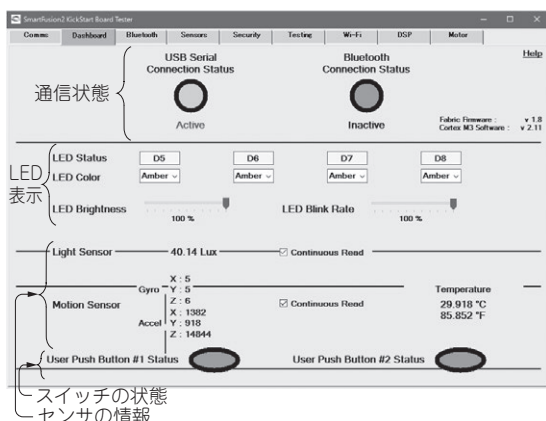 SmartFusion2 KickStart Board Tester
Comms Dashboard Bluetooth Sensors Security Testing Wi-Fi DSP Motor
Help
USB Serial Connection Status
Bluetooth Connection Status
通信状態
Active
Inactive
Fabric Firmware : v 1.8
Cortex M3 Software : v 2.11
LED表示
LED Status D5 D6 D7 D8
LED Color Amber Amber Amber Amber
LED Brightness 100 %
LED Blink Rate 100 %
Light Sensor 40.14 Lux Continuous Read
Motion Sensor
Gyro
X : 5
Y : 5
Z : 6
Accel
X : 1382
Y : 918
Z : 14844
Continuous Read
Temperature
29.918 °C
85.852 °F
User Push Button #1 Status
User Push Button #2 Status
スイッチの状態
センサの情報